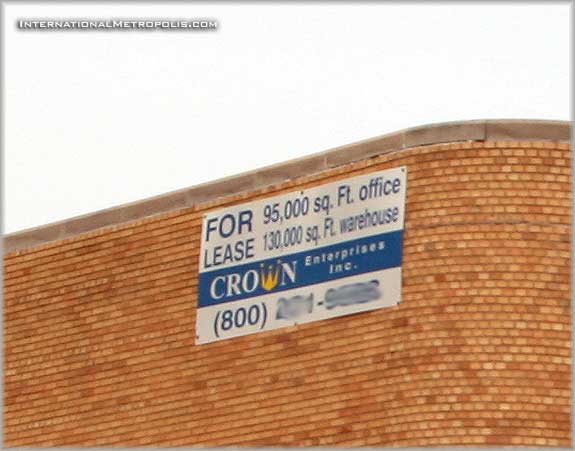 INTERNATIONALMETROPOLIS.COM
FOR 95,000 sq. Ft. office
LEASE 130,000 sq. Ft. warehouse
CROWN Enterprises
Inc.
(800)